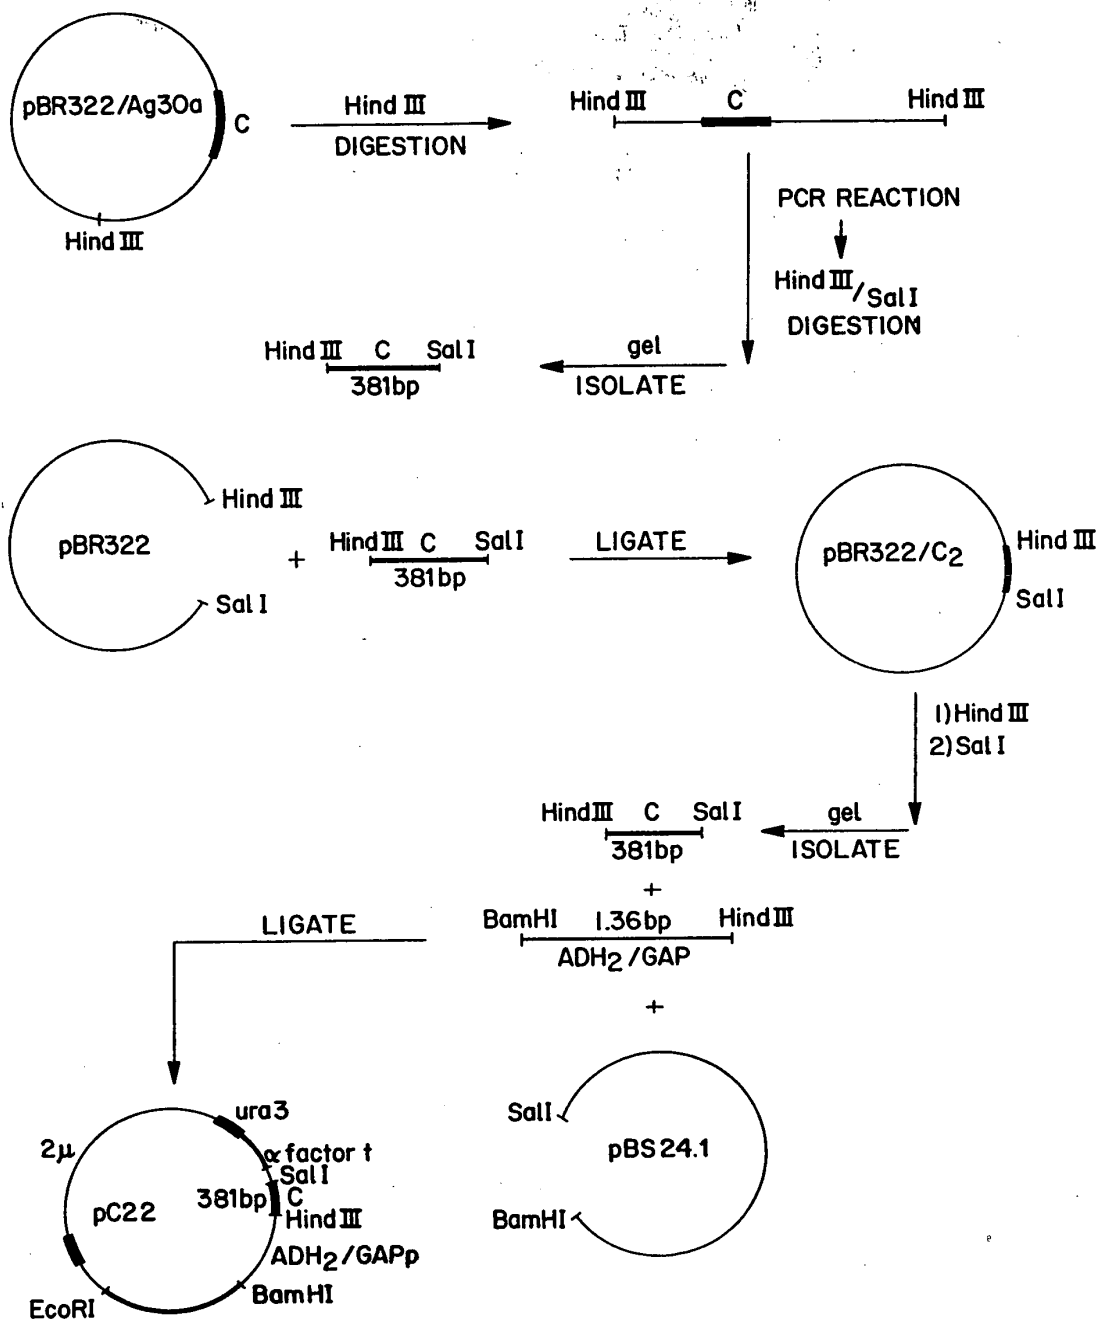 pBR322/Ag30a
C
Hind III
Hind III
DIGESTION
Hind III C Hind III
PCR REACTION
Hind III/Sal I
DIGESTION
gel
ISOLATE
Hind III C Sal I
381bp
pBR322
Hind III
Sal I
+
Hind III C Sal I
381bp
LIGATE
pBR322/C2
Hind III
Sal I
1) Hind III
2) Sal I
gel
ISOLATE
Hind III C Sal I
381bp
+
BamHI 1.36bp Hind III
ADH2/GAP
+
LIGATE
SalI
pBS24.1
BamHI
ura3
2μ
α factor t
Sal I
381bp C
pC22
Hind III
ADH2/GAPp
BamHI
EcoRI